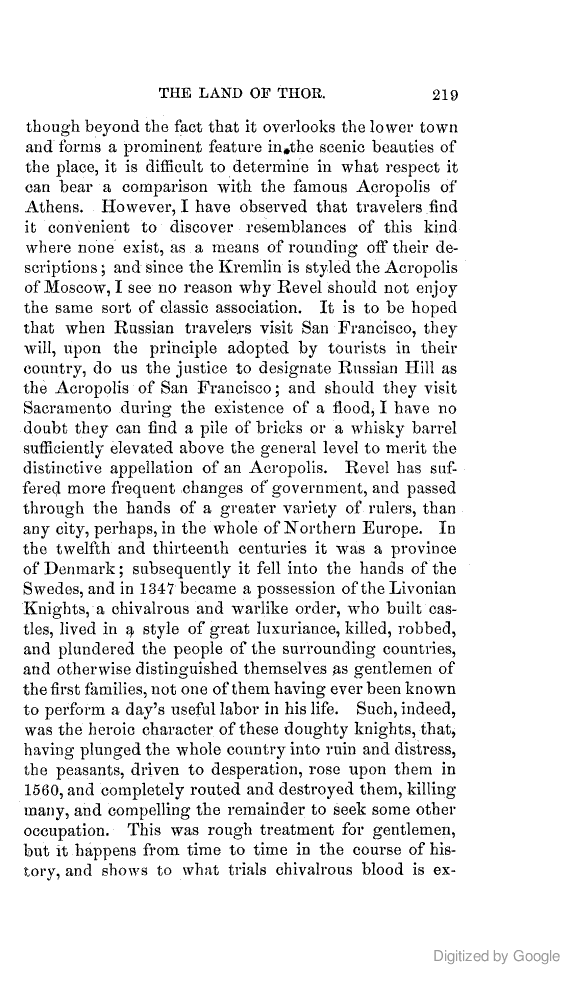 THE LAND OF THOR. 219
though beyond the fact that it overlooks the lower town
and forms a prominent feature in the scenic beauties of
the place, it is difficult to determine in what respect it
can bear a comparison with the famous Acropolis of
Athens. However, I have observed that travelers find
it convenient to discover resemblances of this kind
where none exist, as a means of rounding off their de-
scriptions; and since the Kremlin is styled the Acropolis
of Moscow, I see no reason why Revel should not enjoy
the same sort of classic association. It is to be hoped
that when Russian travelers visit San Francisco, they
will, upon the principle adopted by tourists in their
country, do us the justice to designate Russian Hill as
the Acropolis of San Francisco; and should they visit
Sacramento during the existence of a flood, I have no
doubt they can find a pile of bricks or a whisky barrel
sufficiently elevated above the general level to merit the
distinctive appellation of an Acropolis. Revel has suf-
fered more frequent changes of government, and passed
through the hands of a greater variety of rulers, than
any city, perhaps, in the whole of Northern Europe. In
the twelfth and thirteenth centuries it was a province
of Denmark; subsequently it fell into the hands of the
Swedes, and in 1347 became a possession of the Livonian
Knights, a chivalrous and warlike order, who built cas-
tles, lived in a style of great luxuriance, killed, robbed,
and plundered the people of the surrounding countries,
and otherwise distinguished themselves as gentlemen of
the first families, not one of them having ever been known
to perform a day's useful labor in his life. Such, indeed,
was the heroic character of these doughty knights, that,
having plunged the whole country into ruin and distress,
the peasants, driven to desperation, rose upon them in
1560, and completely routed and destroyed them, killing
many, and compelling the remainder to seek some other
occupation. This was rough treatment for gentlemen,
but it happens from time to time in the course of his-
tory, and shows to what trials chivalrous blood is ex-
Digitized by Google